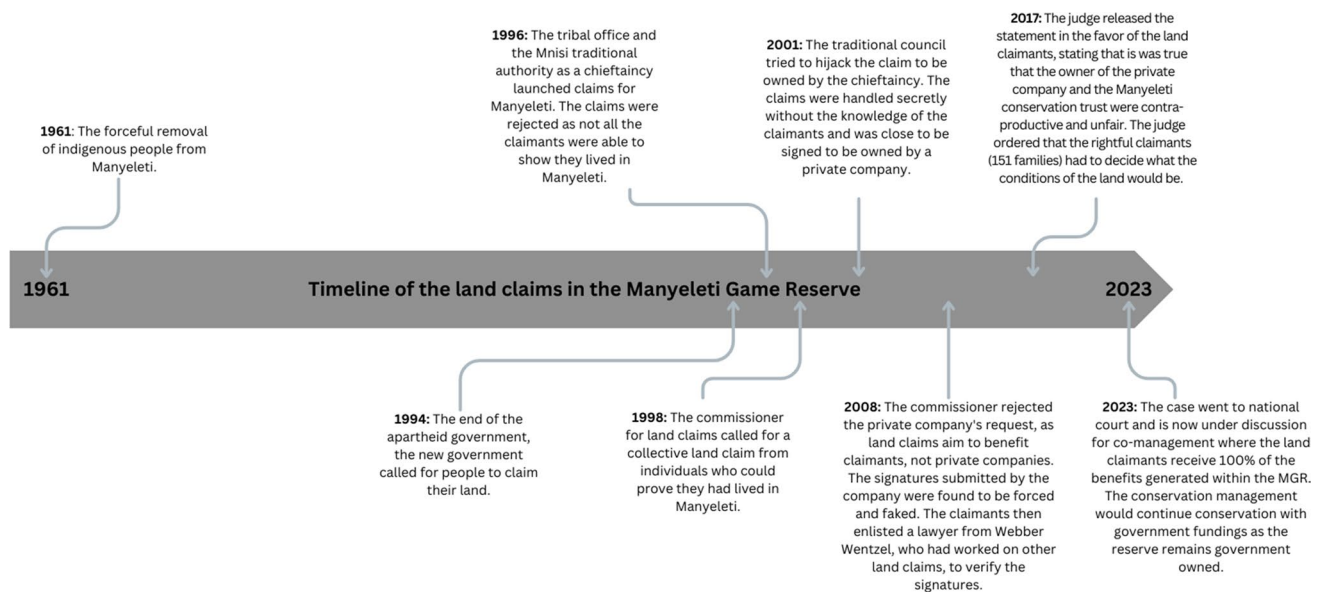 1961: The forceful removal
of indigenous people from
Manyeleti.
1996: The tribal office and
the Mnisi traditional
authority as a chieftaincy
launched claims for
Manyeleti. The claims were
rejected as not all the
claimants were able to
show they lived in
Manyeleti.
2001: The traditional council
tried to hijack the claim to be
owned by the chieftaincy. The
claims were handled secretly
without the knowledge of the
claimants and was close to be
signed to be owned by a
private company.
2017: The judge released the
statement in the favor of the land
claimants, stating that is was true
that the owner of the private
company and the Manyeleti
conservation trust were contra-
productive and unfair. The judge
ordered that the rightful claimants
(151 families) had to decide what the
conditions of the land would be.
1961
Timeline of the land claims in the Manyeleti Game Reserve
2023
1994: The end of the
apartheid government,
the new government
called for people to claim
their land.
1998: The commissioner
for land claims called for a
collective land claim from
individuals who could
prove they had lived in
Manyeleti.
2008: The commissioner rejected
the private company's request, as
land claims aim to benefit
claimants, not private companies.
The signatures submitted by the
company were found to be forced
and faked. The claimants then
enlisted a lawyer from Webber
Wentzel, who had worked on other
land claims, to verify the
signatures.
2023: The case went to national
court and is now under discussion
for co-management where the land
claimants receive 100% of the
benefits generated within the MGR.
The conservation management
would continue conservation with
government fundings as the
reserve remains government
owned.